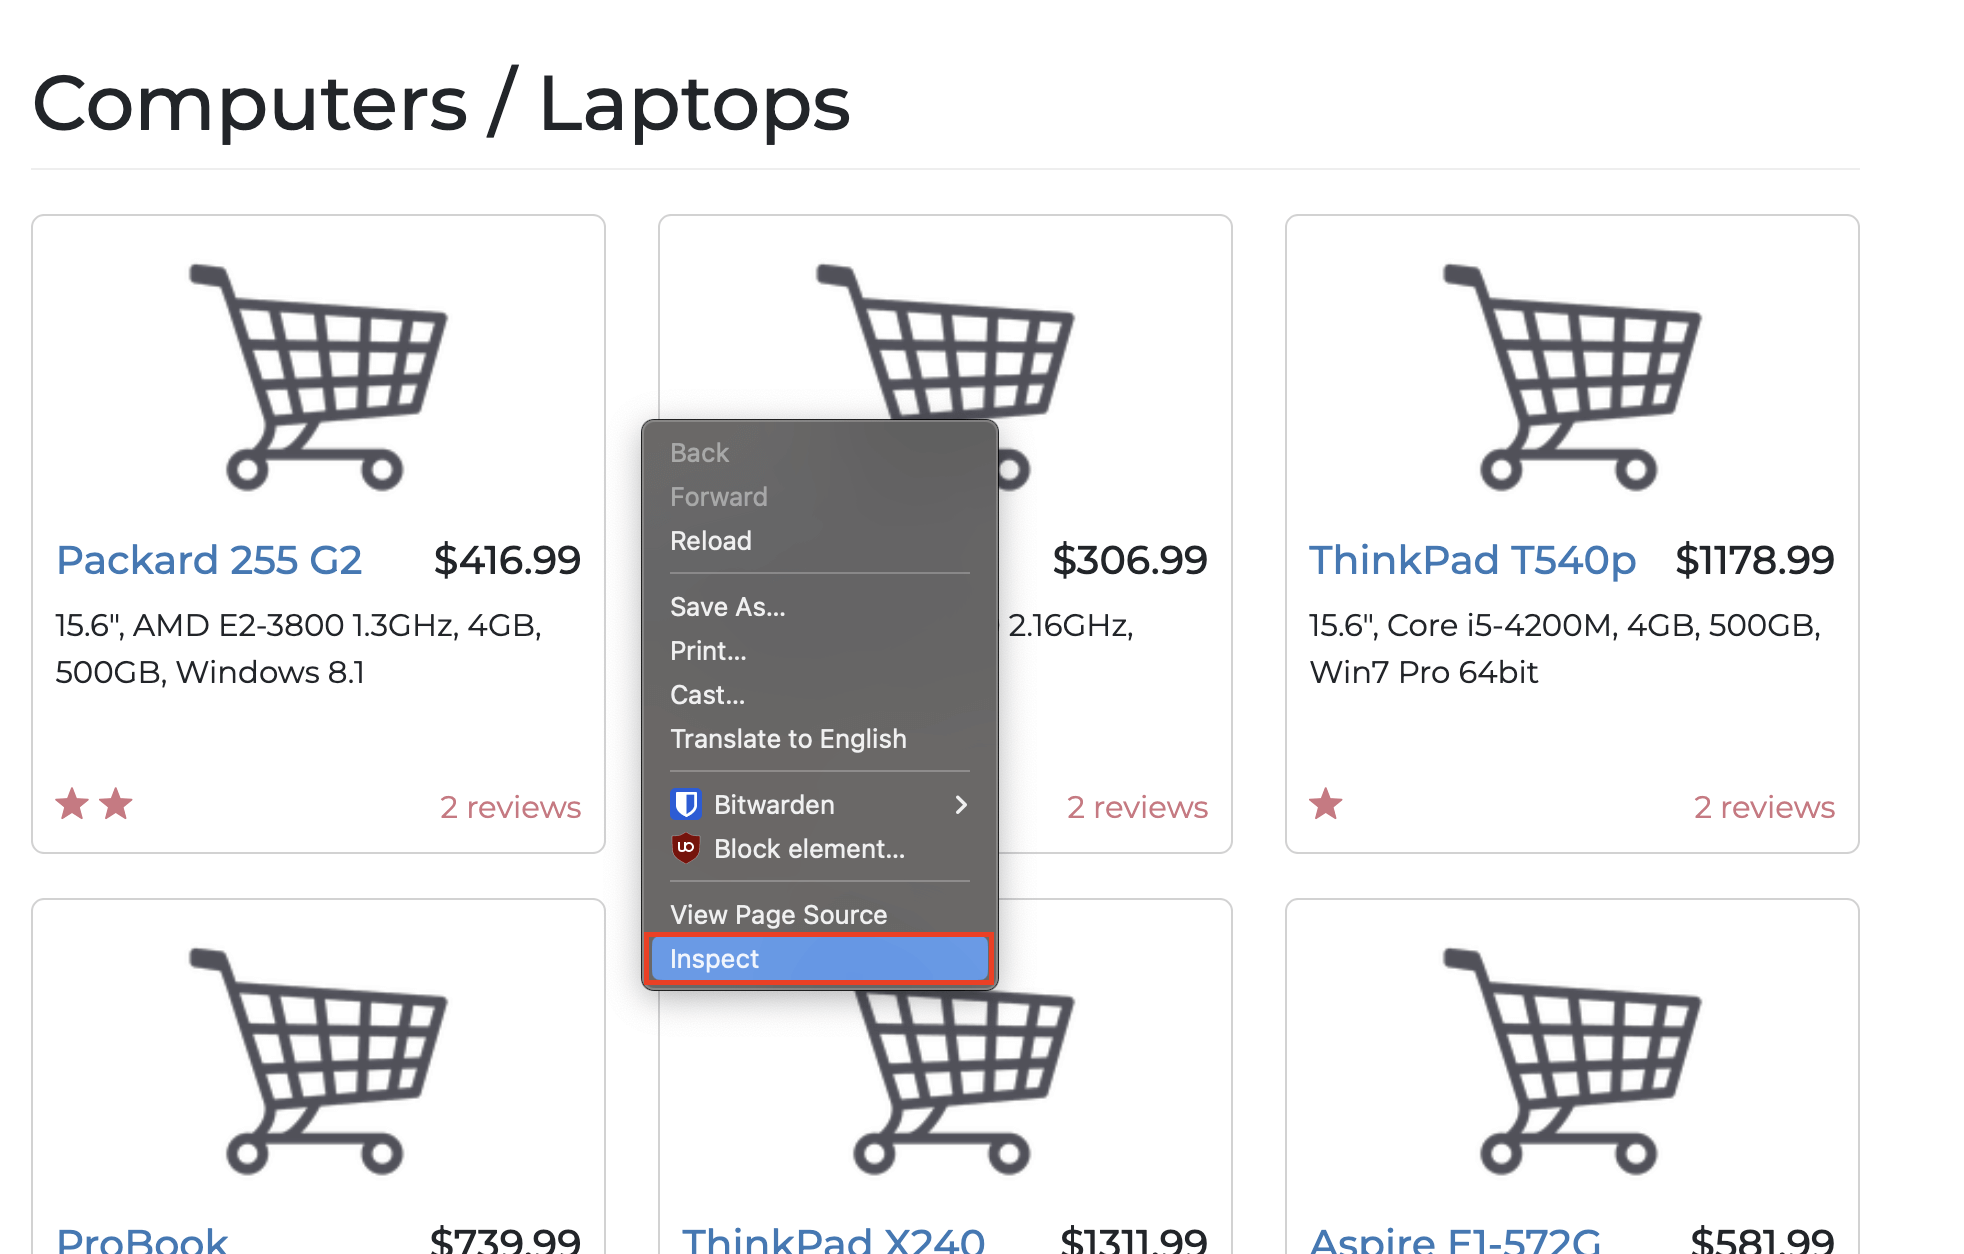 Computers / Laptops
Packard 255 G2 $416.99
15.6", AMD E2-3800 1.3GHz, 4GB,
500GB, Windows 8.1
2 reviews
$306.99
2.16GHz,
2 reviews
ThinkPad T540p $1178.99
15.6", Core i5-4200M, 4GB, 500GB,
Win7 Pro 64bit
2 reviews
Back
Forward
Reload
Save As...
Print...
Cast...
Translate to English
Bitwarden
Block element...
View Page Source
Inspect
ProBook $739.99
ThinkPad X240 $1311.99
Aspire E1-572G $581.99